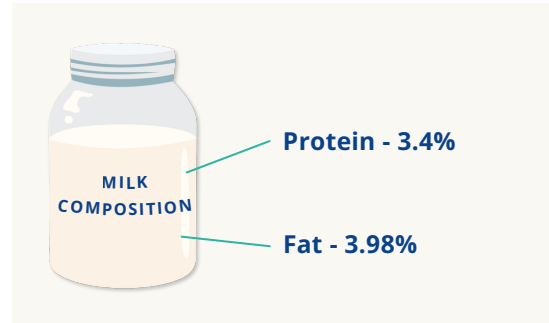 MILK
COMPOSITION
Protein - 3.4%
Fat - 3.98%